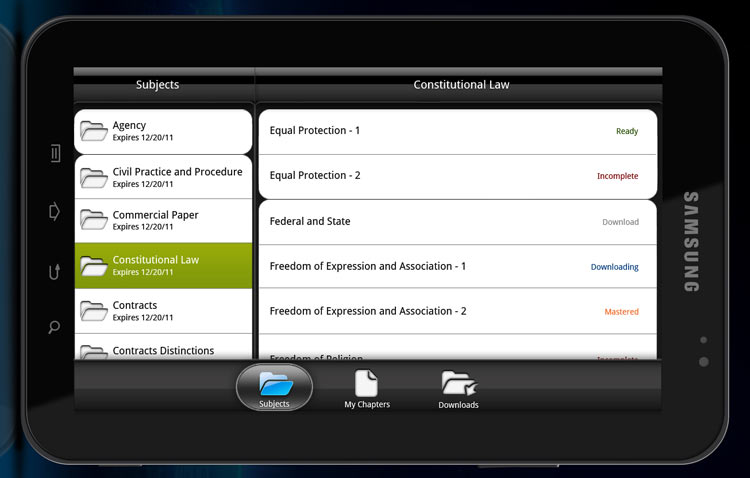 Subjects
Constitutional Law
Agency
Expires 12/20/11
Civil Practice and Procedure
Expires 12/20/11
Commercial Paper
Expires 12/20/11
Constitutional Law
Expires 12/20/11
Contracts
Expires 12/20/11
Contracts Distinctions
Equal Protection - 1
Ready
Equal Protection - 2
Incomplete
Federal and State
Download
Freedom of Expression and Association - 1
Downloading
Freedom of Expression and Association - 2
Mastered
Freedom of Religion
Incomplete
Subjects
My Chapters
Downloads
SAMSUNG